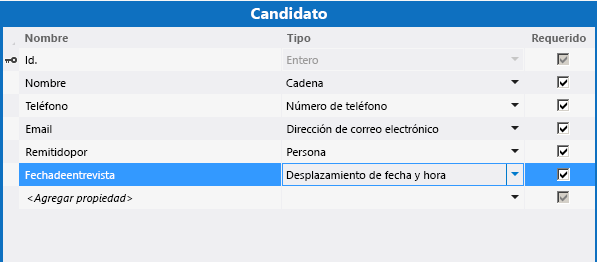 Candidato
Nombre Tipo Requerido
Id. Entero
Nombre Cadena
Teléfono Número de teléfono
Email Dirección de correo electrónico
Remitidopor Persona
Fechadeentrevista Desplazamiento de fecha y hora
<Agregar propiedad>